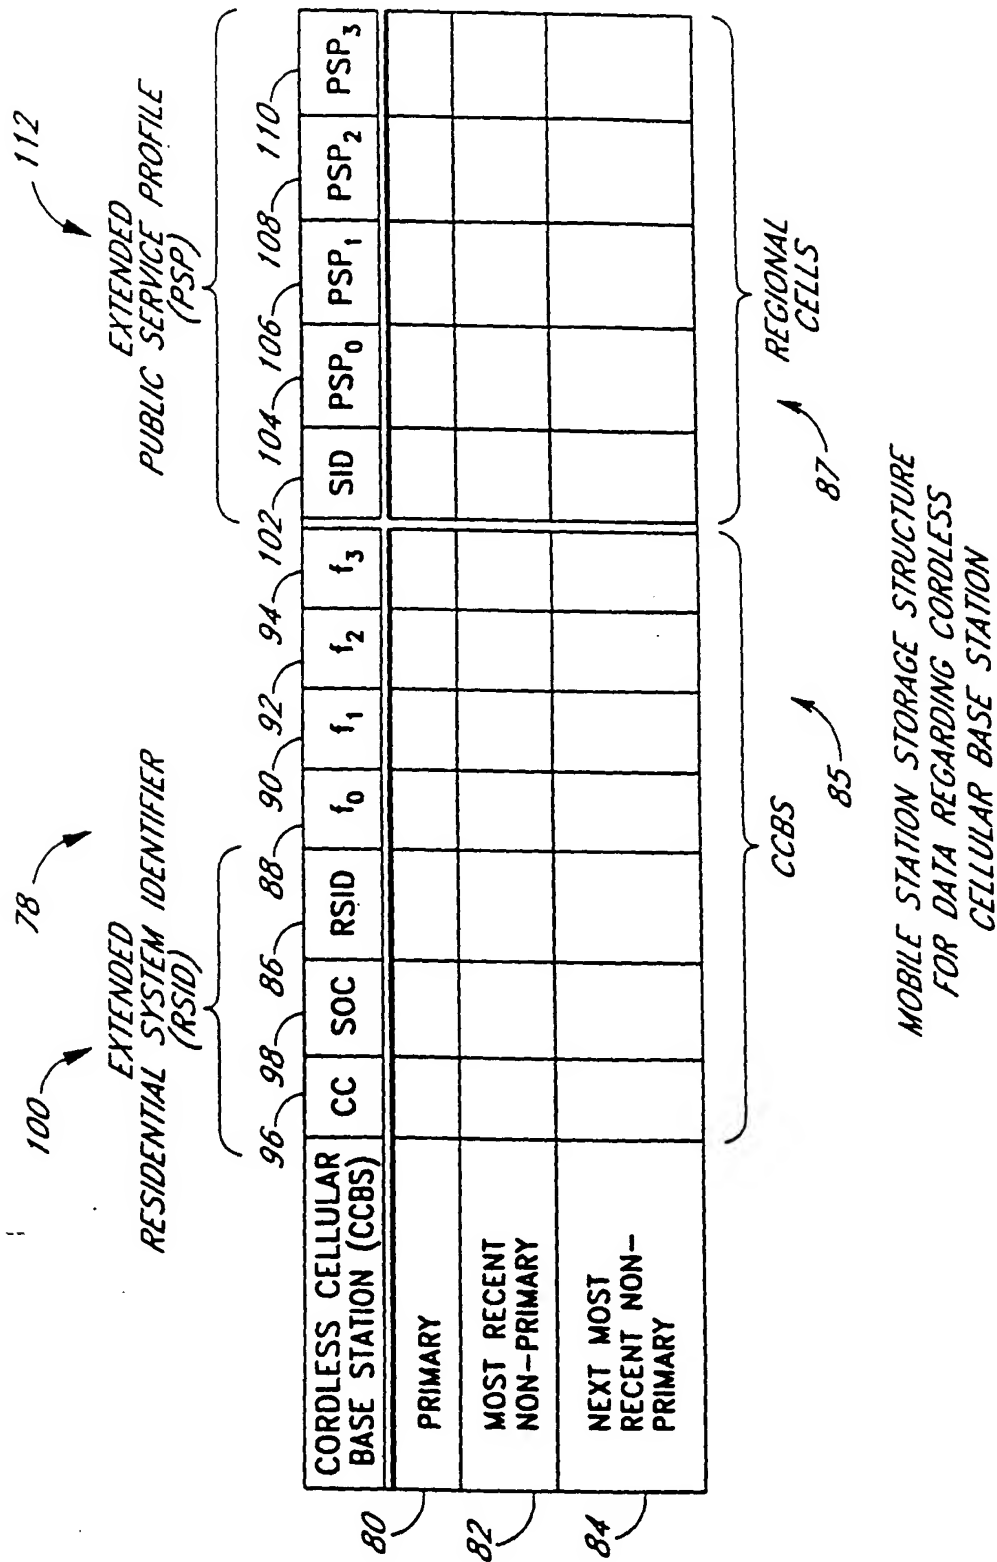 100
78
112
EXTENDED
RESIDENTIAL SYSTEM IDENTIFIER
(RSID)
EXTENDED
PUBLIC SERVICE PROFILE
(PSP)
96 98 86 88 90 92 94 102 104 106 108 110
CORDLESS CELLULAR
BASE STATION (CCBS)
CC SOC RSID f0 f1 f2 f3 SID PSP0 PSP1 PSP2 PSP3
80
PRIMARY
82
MOST RECENT
NON-PRIMARY
84
NEXT MOST
RECENT NON-
PRIMARY
CCBS
85
REGIONAL
CELLS
87
MOBILE STATION STORAGE STRUCTURE
FOR DATA REGARDING CORDLESS
CELLULAR BASE STATION